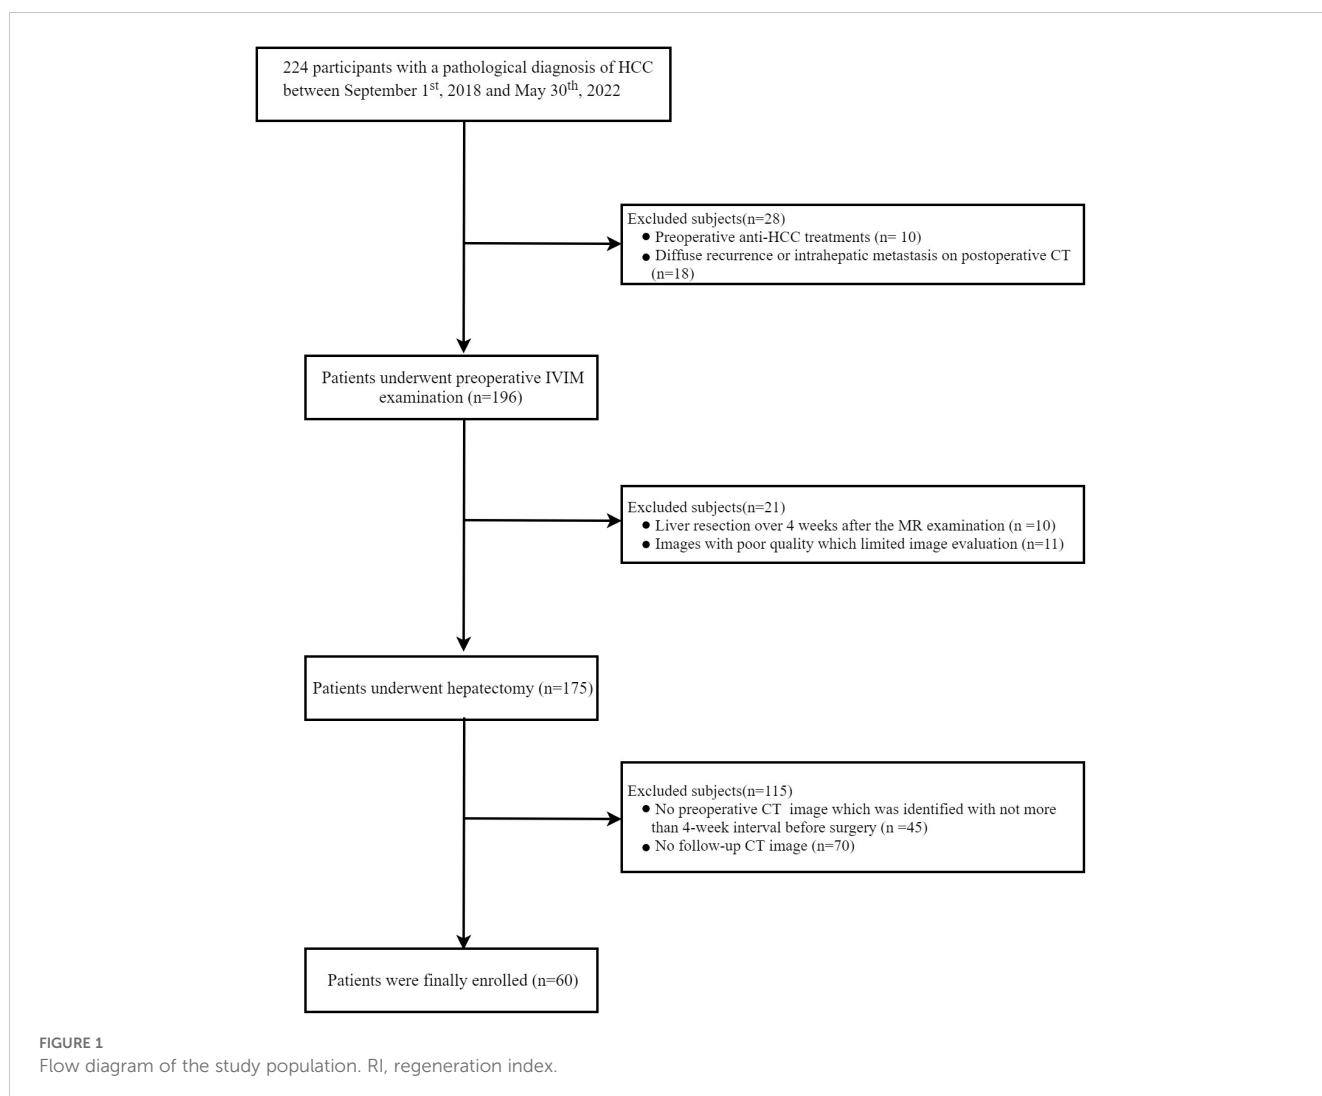 224 participants with a pathological diagnosis of HCC
between September 1st, 2018 and May 30th, 2022
Excluded subjects(n=28)
● Preoperative anti-HCC treatments (n= 10)
● Diffuse recurrence or intrahepatic metastasis on postoperative CT
(n=18)
Patients underwent preoperative IVIM
examination (n=196)
Excluded subjects(n=21)
● Liver resection over 4 weeks after the MR examination (n =10)
● Images with poor quality which limited image evaluation (n=11)
Patients underwent hepatectomy (n=175)
Excluded subjects(n=115)
● No preoperative CT  image which was identified with not more
than 4-week interval before surgery (n =45)
● No follow-up CT image (n=70)
Patients were finally enrolled (n=60)
FIGURE 1
Flow diagram of the study population. RI, regeneration index.